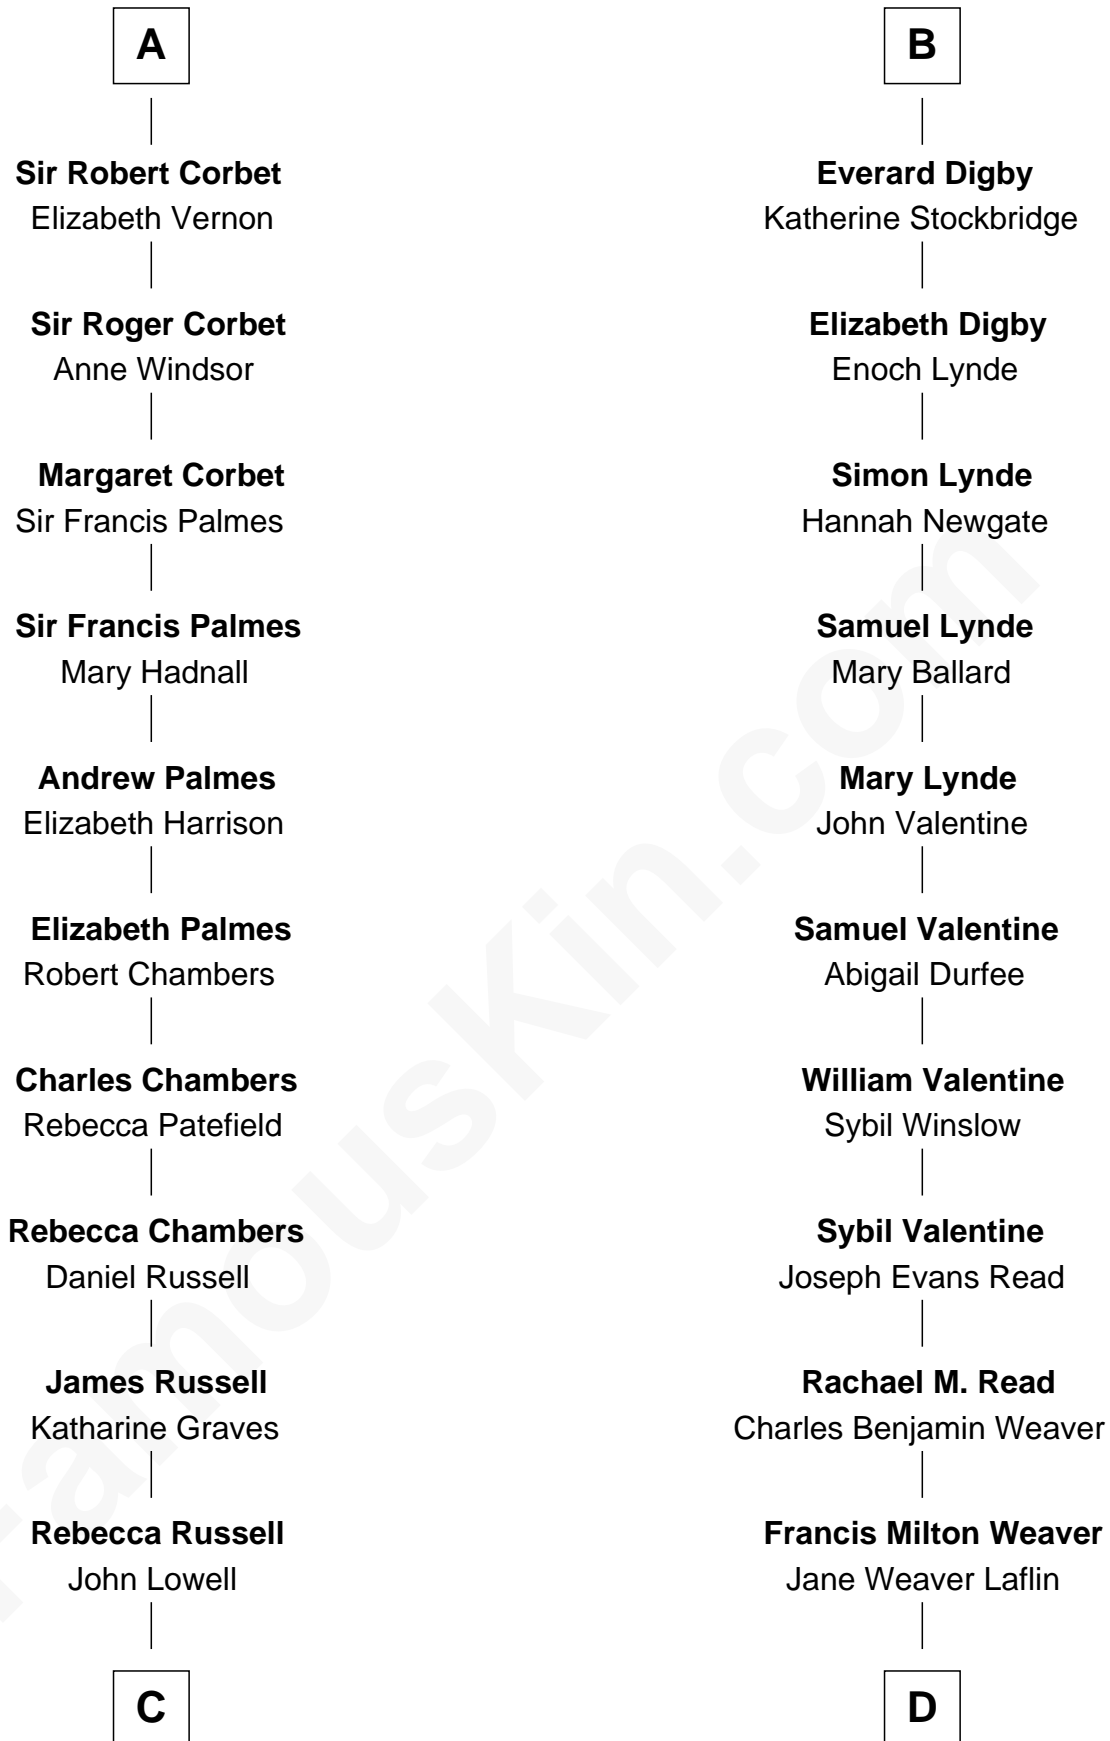 A
Sir Robert Corbet
Elizabeth Vernon
Sir Roger Corbet
Anne Windsor
Margaret Corbet
Sir Francis Palmes
Sir Francis Palmes
Mary Hadnall
Andrew Palmes
Elizabeth Harrison
Elizabeth Palmes
Robert Chambers
Charles Chambers
Rebecca Patefield
Rebecca Chambers
Daniel Russell
James Russell
Katharine Graves
Rebecca Russell
John Lowell
C
B
Everard Digby
Katherine Stockbridge
Elizabeth Digby
Enoch Lynde
Simon Lynde
Hannah Newgate
Samuel Lynde
Mary Ballard
Mary Lynde
John Valentine
Samuel Valentine
Abigail Durfee
William Valentine
Sybil Winslow
Sybil Valentine
Joseph Evans Read
Rachael M. Read
Charles Benjamin Weaver
Francis Milton Weaver
Jane Weaver Laflin
D
FamousKin.com